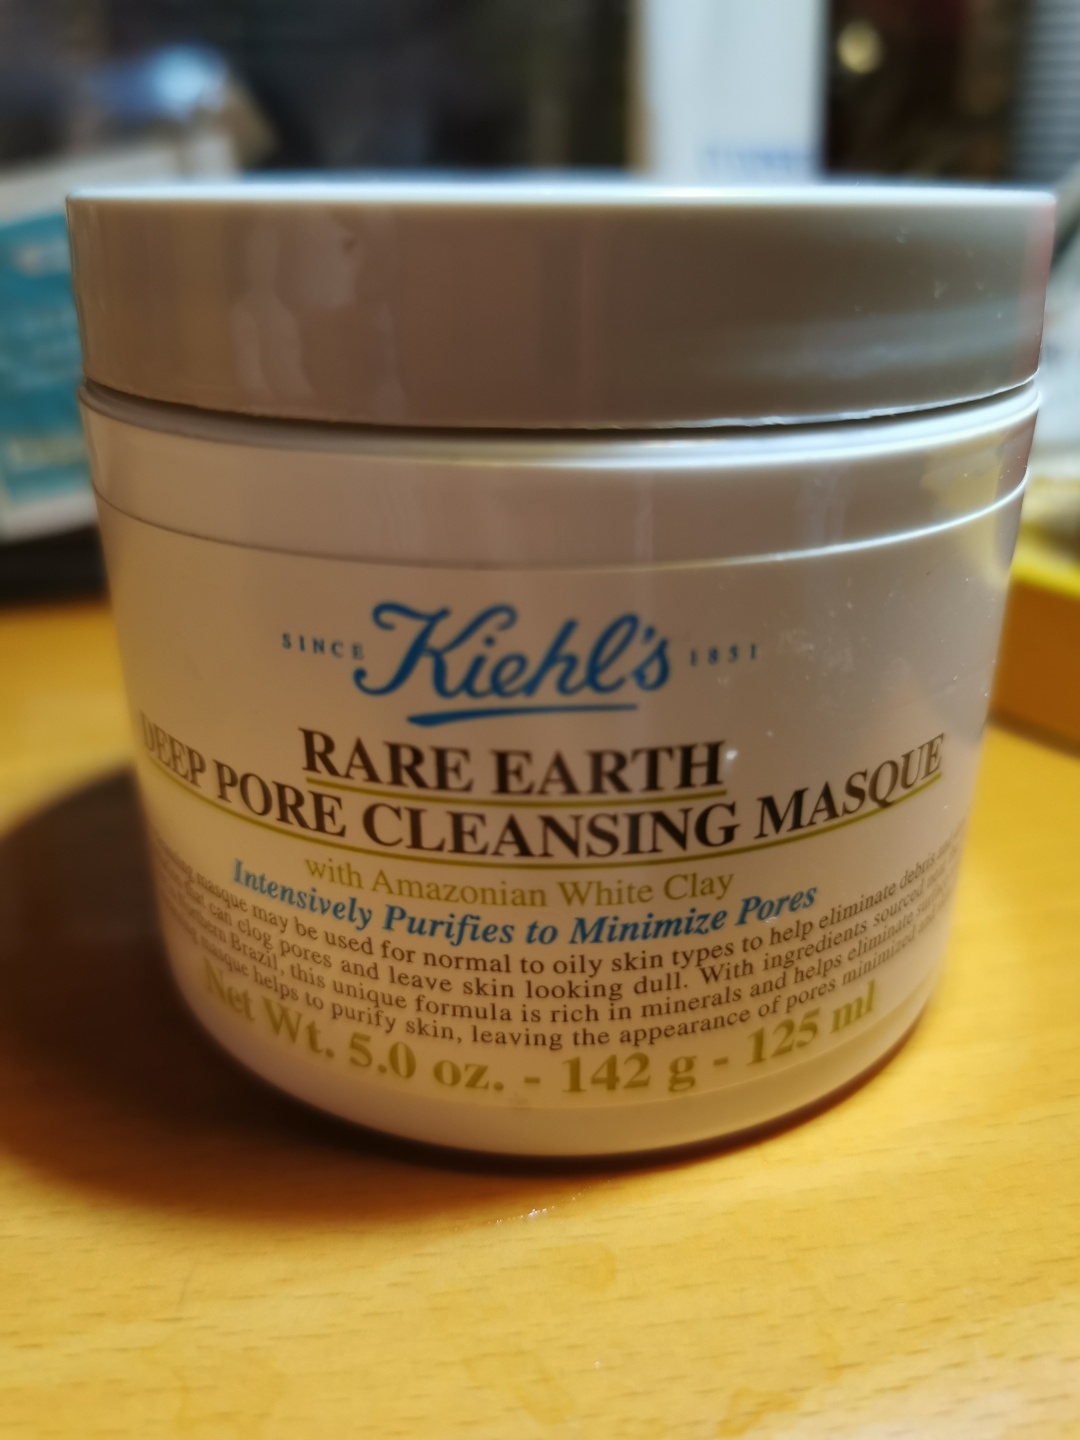 SINCE Kiehl's 1851
RARE EARTH
DEEP PORE CLEANSING MASQUE
with Amazonian White Clay
Intensively Purifies to Minimize Pores
masque may be used for normal to oily skin types to help eliminate debris
that can clog pores and leave skin looking dull. With ingredients sourced
Brazil, this unique formula is rich in minerals and helps eliminate
masque helps to purify skin, leaving the appearance of pores minimized
Net Wt. 5.0 oz. - 142 g - 125 ml